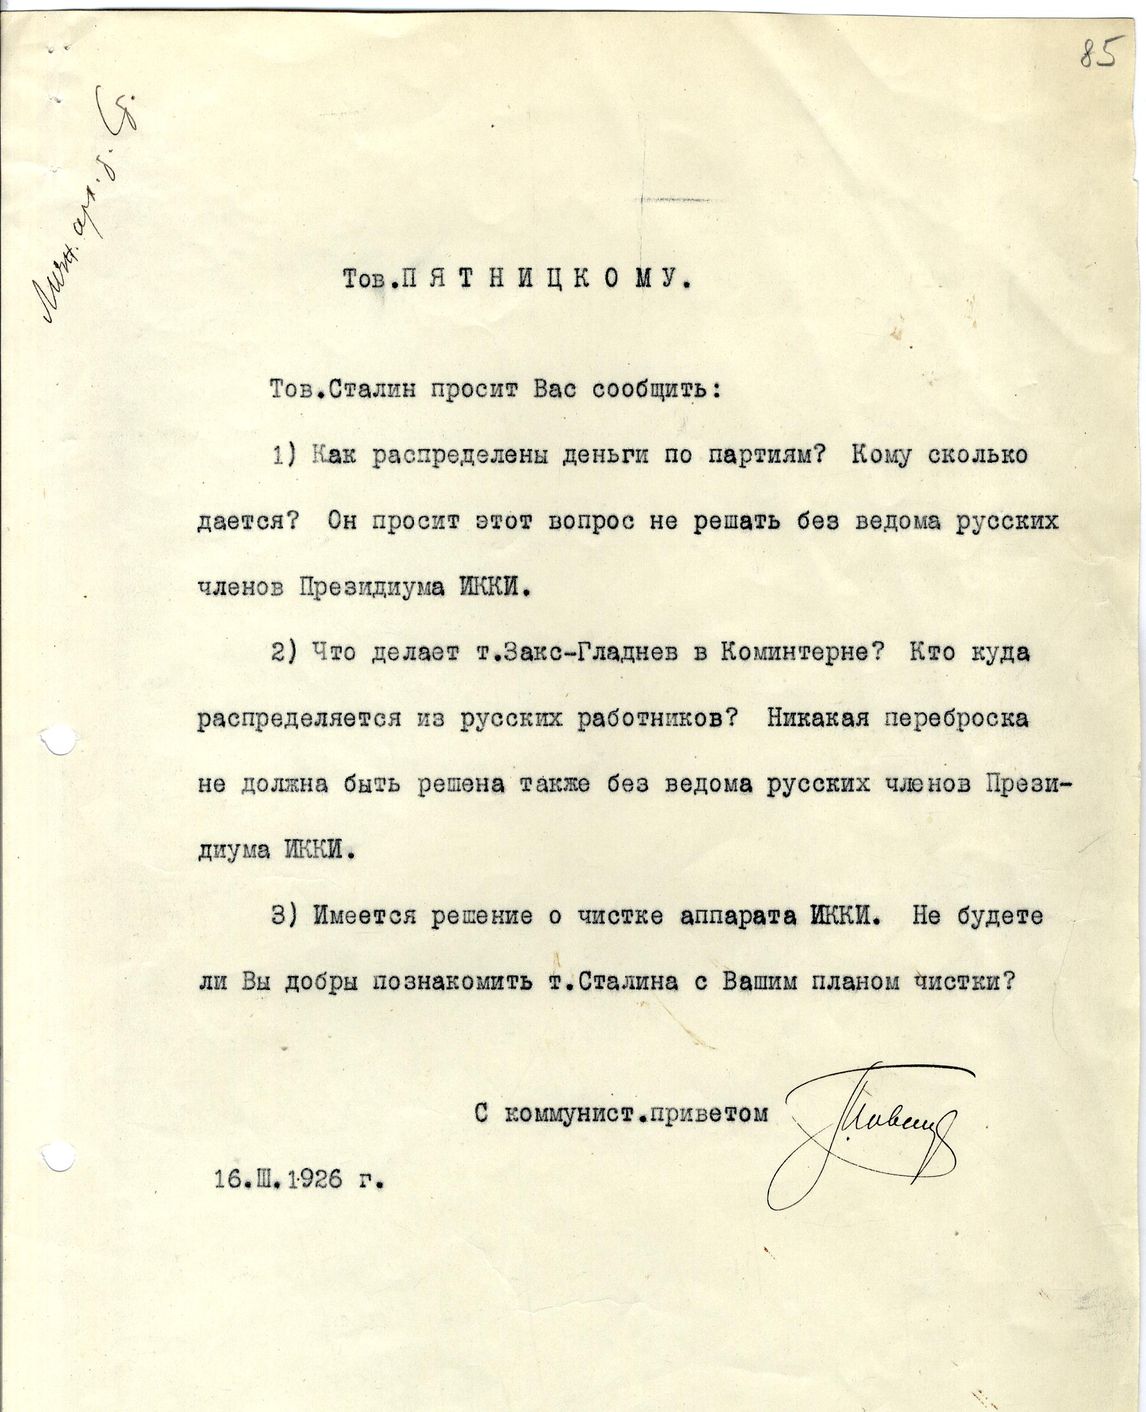 85
Личн. арх.
Тов.ПЯТНИЦКОМУ.
Тов.Сталин просит Вас сообщить:
1) Как распределены деньги по партиям? Кому сколько
дается? Он просит этот вопрос не решать без ведома русских
членов Президиума ИККИ.
2) Что делает т.Закс-Гладнев в Коминтерне? Кто куда
распределяется из русских работников? Никакая переброска
не должна быть решена также без ведома русских членов Прези-
диума ИККИ.
3) Имеется решение о чистке аппарата ИККИ. Не будете
ли Вы добры познакомить т.Сталина с Вашим планом чистки?
С коммунист.приветом
16.III.1926 г.